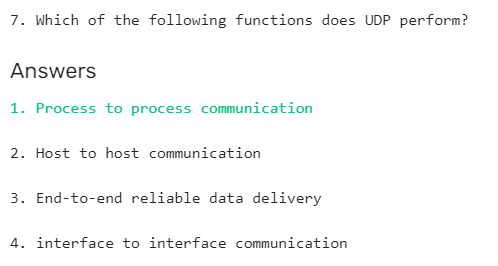 7. Which of the following functions does UDP perform?
Answers
1. Process to process communication
2. Host to host communication
3. End-to-end reliable data delivery
4. interface to interface communication